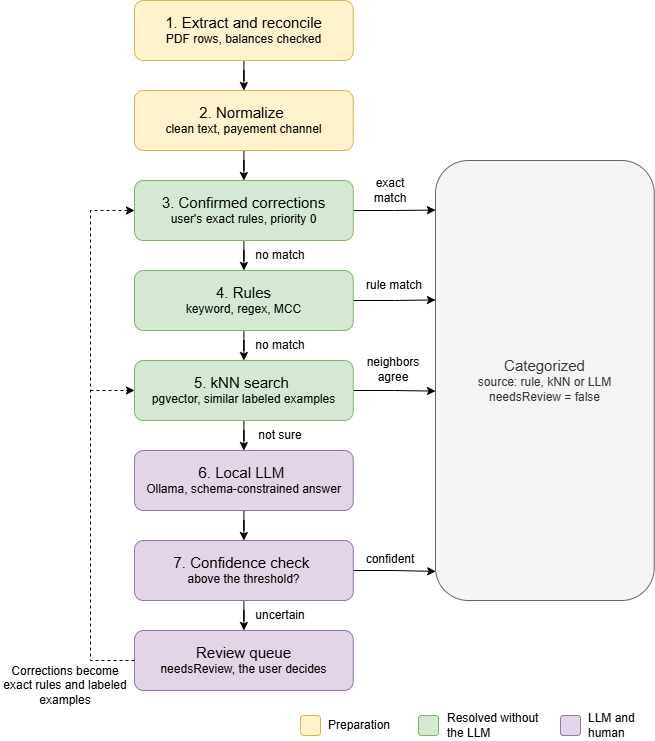 1. Extract and reconcile
PDF rows, balances checked
2. Normalize
clean text, payement channel
3. Confirmed corrections
user's exact rules, priority 0
exact
match
no match
4. Rules
keyword, regex, MCC
rule match
no match
5. kNN search
pgvector, similar labeled examples
neighbors
agree
Categorized
source: rule, kNN or LLM
needsReview = false
not sure
6. Local LLM
Ollama, schema-constrained answer
7. Confidence check
above the threshold?
confident
uncertain
Review queue
needsReview, the user decides
Corrections become
exact rules and labeled
examples
Preparation
Resolved without
the LLM
LLM and
human